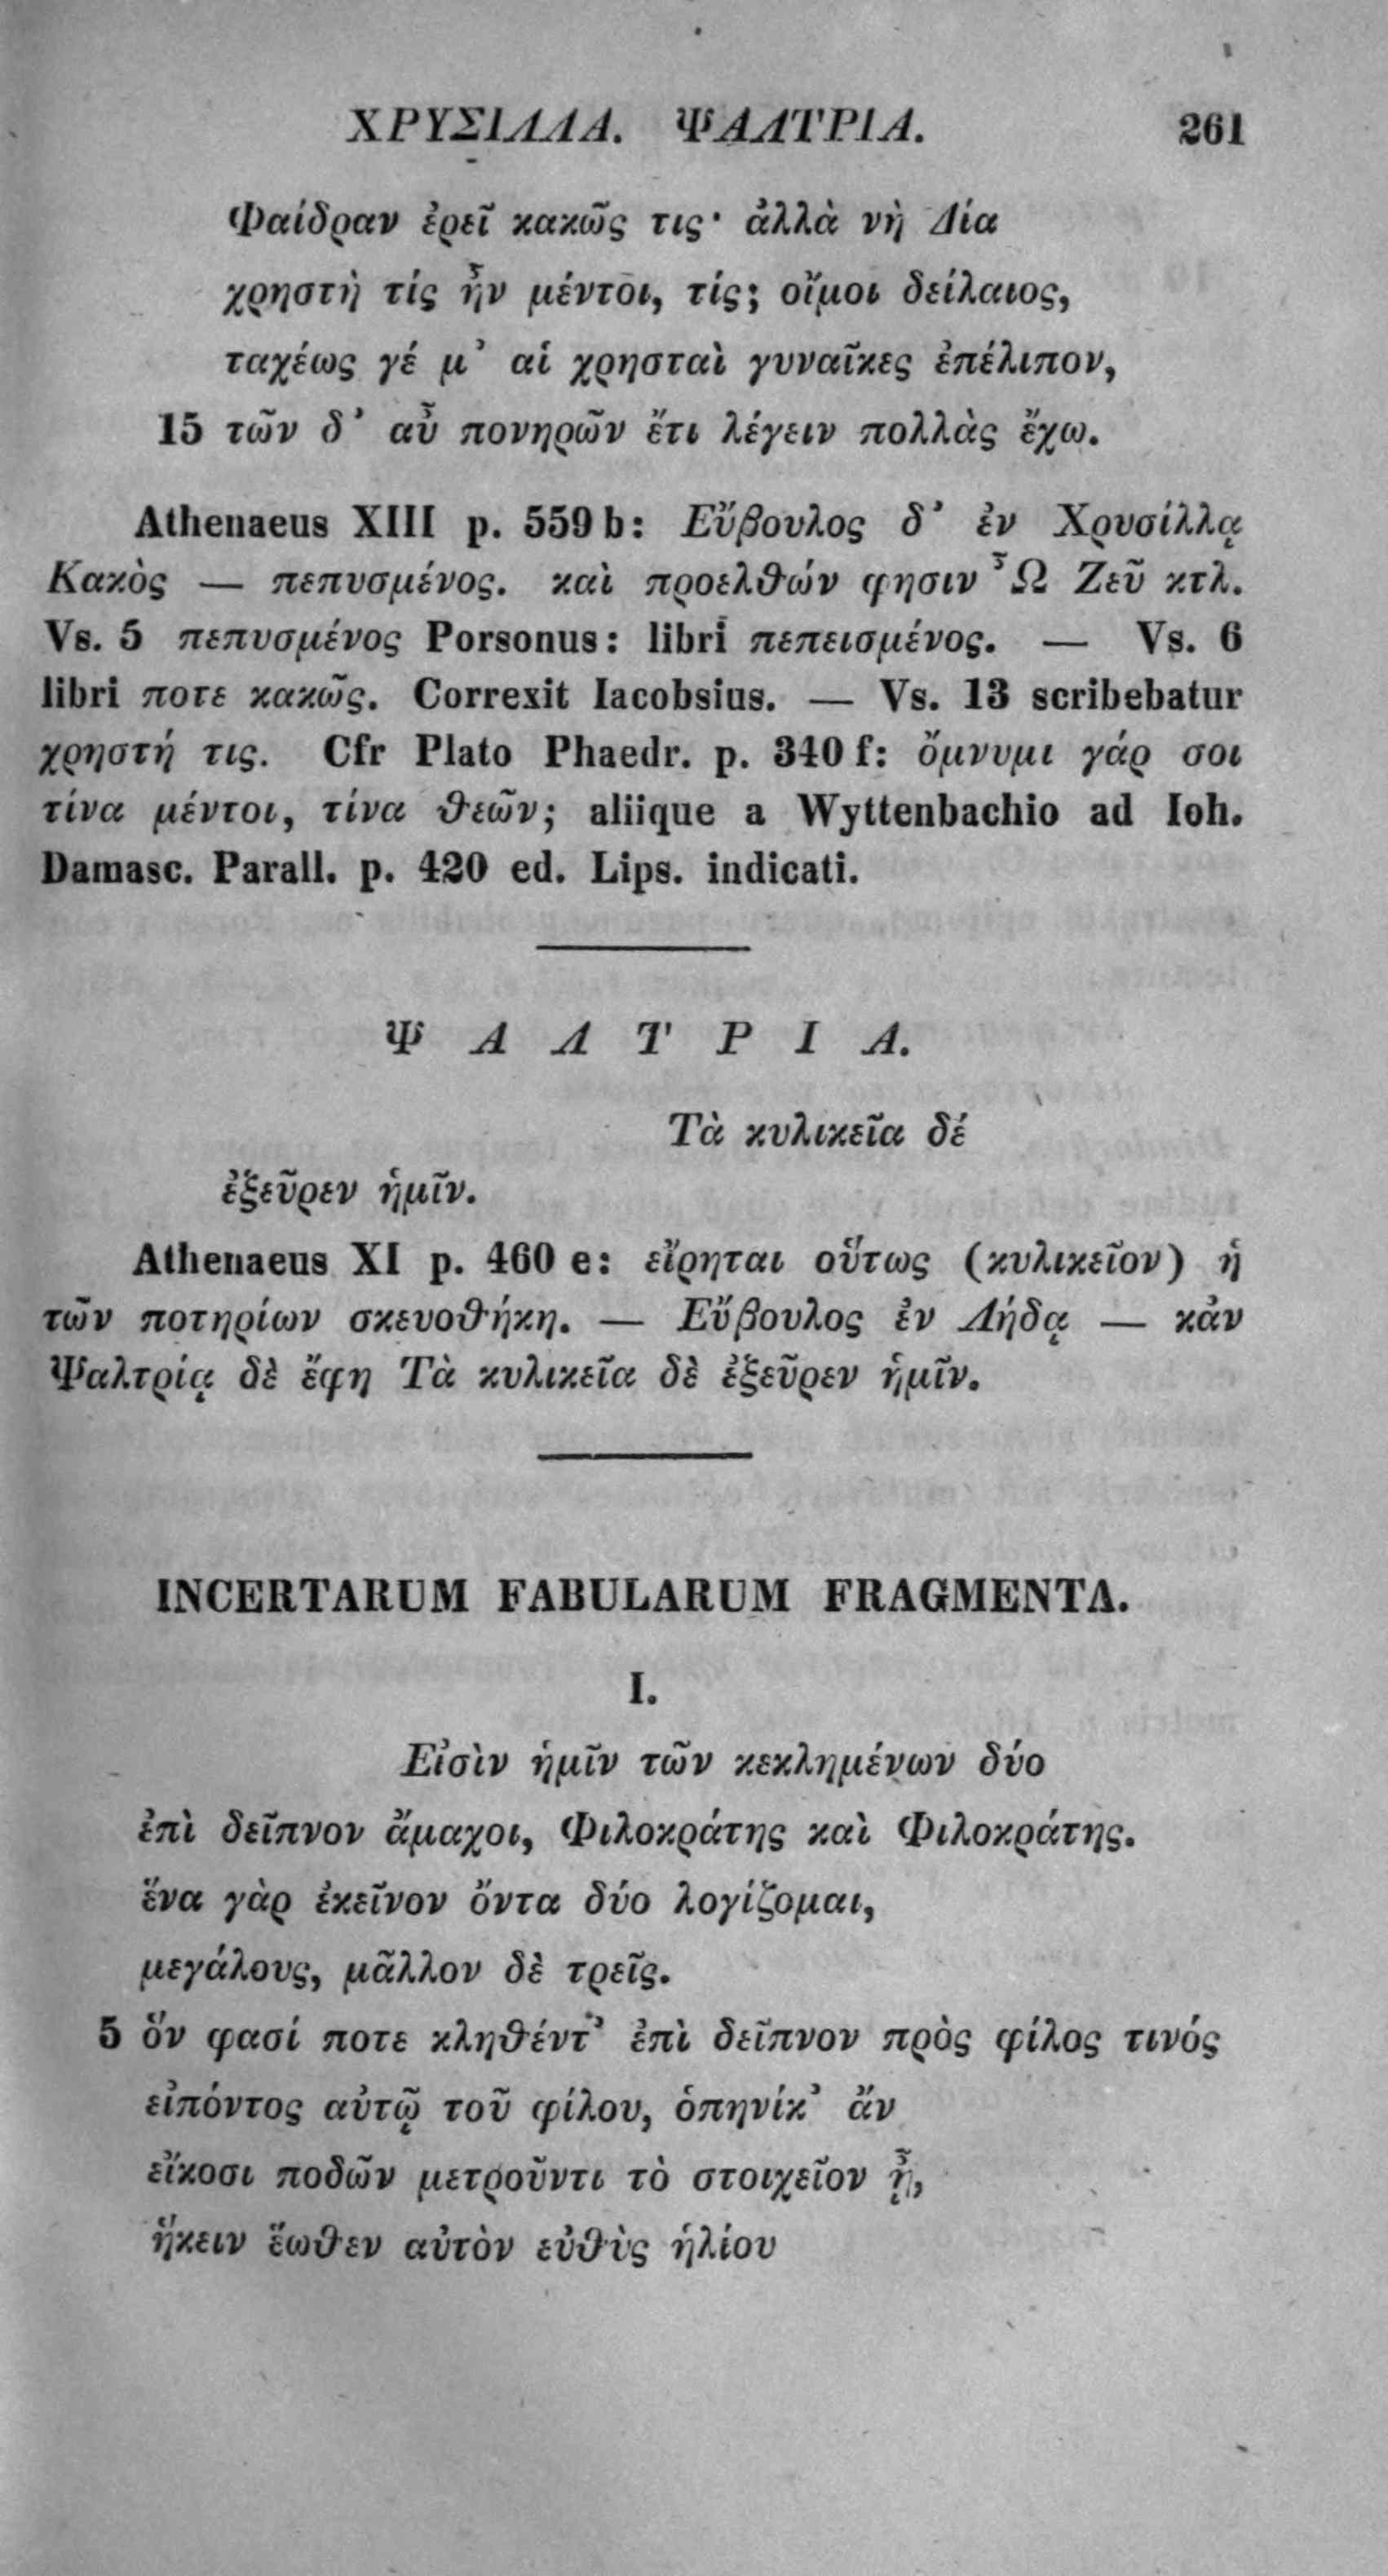 ΧΡΥΣΙΛΛΑ. ΨΑΛΤΡΙΑ. 261
Φαίδραν ἐρεῖ κακῶς τις· ἀλλὰ νὴ Δία
χρηστὴ τίς ἦν μέντοι, τίς; οἴμοι δείλαιος,
ταχέως γέ μ’ αἱ χρησταὶ γυναῖκες ἐπέλιπον,
15 τῶν δ’ αὖ πονηρῶν ἔτι λέγειν πολλὰς ἔχω.
Athenaeus XIII p. 559 b: Εὔβουλος δ’ ἐν Χρυσίλλᾳ
Κακὸς — πεπυσμένος. καὶ προελθών φησιν Ὦ Ζεῦ κτλ.
Vs. 5 πεπυσμένος Porsonus: libri πεπεισμένος. — Vs. 6
libri ποτε κακῶς. Correxit Iacobsius. — Vs. 13 scribebatur
χρηστή τις. Cfr Plato Phaedr. p. 340 f: ὄμνυμι γάρ σοι
τίνα μέντοι, τίνα θεῶν; aliique a Wyttenbachio ad Ioh.
Damasc. Parall. p. 420 ed. Lips. indicati.
ΨΑΛΤΡΙΑ.
Τὰ κυλικεῖα δέ
ἐξεῦρεν ἡμῖν.
Athenaeus XI p. 460 e: εἴρηται οὕτως (κυλικεῖον) ἡ
τῶν ποτηρίων σκευοθήκη. — Εὔβουλος ἐν Λήδᾳ — κἀν
Ψαλτρίᾳ δὲ ἔφη Τὰ κυλικεῖα δὲ ἐξεῦρεν ἡμῖν.
INCERTARUM FABULARUM FRAGMENTA.
I.
Εἰσὶν ἡμῖν τῶν κεκλημένων δύο
ἐπὶ δεῖπνον ἄμαχοι, Φιλοκράτης καὶ Φιλοκράτης.
ἕνα γὰρ ἐκεῖνον ὄντα δύο λογίζομαι,
μεγάλους, μᾶλλον δὲ τρεῖς.
5 ὅν φασί ποτε κληθέντ’ ἐπὶ δεῖπνον πρὸς φίλος τινός
εἰπόντος αὐτῷ τοῦ φίλου, ὁπηνίκ’ ἄν
εἴκοσι ποδῶν μετροῦντι τὸ στοιχεῖον ᾖ,
ἥκειν ἕωθεν αὐτὸν εὐθὺς ἡλίου